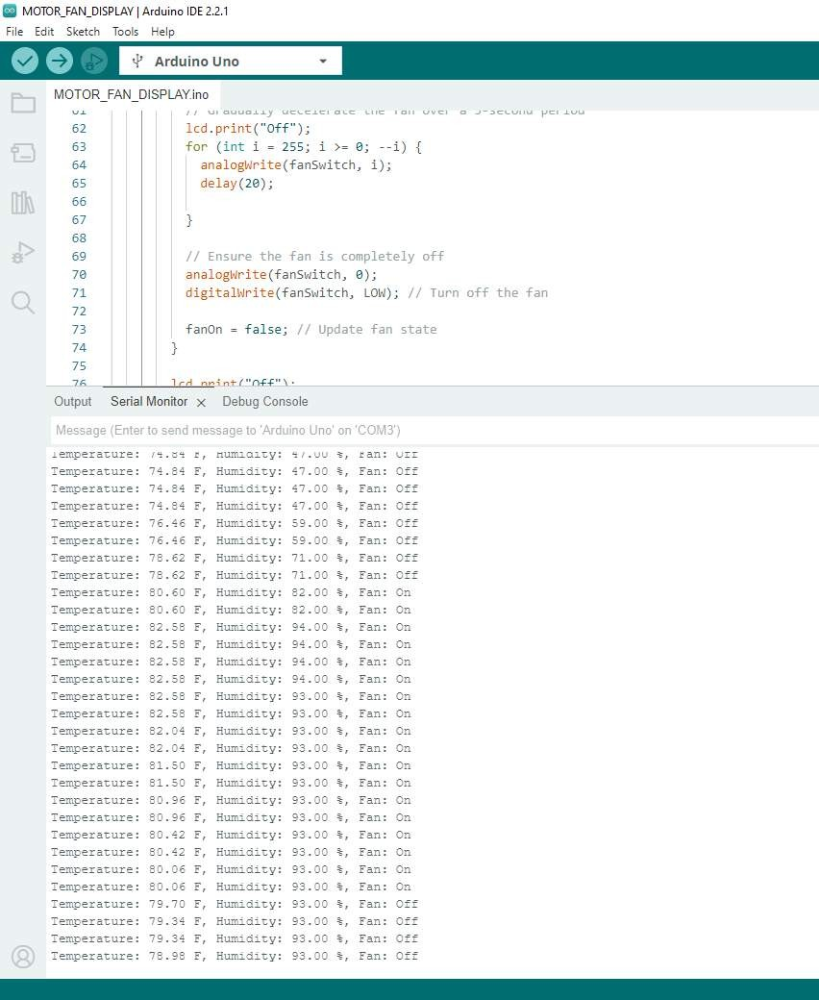 MOTOR_FAN_DISPLAY | Arduino IDE 2.2.1
File Edit Sketch Tools Help
Arduino Uno
MOTOR_FAN_DISPLAY.ino
61 // Gradually decelerate the fan over a 5-second period
62 lcd.print("Off");
63 for (int i = 255; i >= 0; --i) {
64 analogWrite(fanSwitch, i);
65 delay(20);
66
67 }
68
69 // Ensure the fan is completely off
70 analogWrite(fanSwitch, 0);
71 digitalWrite(fanSwitch, LOW); // Turn off the fan
72
73 fanOn = false; // Update fan state
74 }
75
76 lcd.print("Off");
Output Serial Monitor Debug Console
Message (Enter to send message to 'Arduino Uno' on 'COM3')
Temperature: 74.84 F, Humidity: 47.00 %, Fan: Off
Temperature: 74.84 F, Humidity: 47.00 %, Fan: Off
Temperature: 74.84 F, Humidity: 47.00 %, Fan: Off
Temperature: 74.84 F, Humidity: 47.00 %, Fan: Off
Temperature: 76.46 F, Humidity: 59.00 %, Fan: Off
Temperature: 76.46 F, Humidity: 59.00 %, Fan: Off
Temperature: 78.62 F, Humidity: 71.00 %, Fan: Off
Temperature: 78.62 F, Humidity: 71.00 %, Fan: Off
Temperature: 80.60 F, Humidity: 82.00 %, Fan: On
Temperature: 80.60 F, Humidity: 82.00 %, Fan: On
Temperature: 82.58 F, Humidity: 94.00 %, Fan: On
Temperature: 82.58 F, Humidity: 94.00 %, Fan: On
Temperature: 82.58 F, Humidity: 94.00 %, Fan: On
Temperature: 82.58 F, Humidity: 94.00 %, Fan: On
Temperature: 82.58 F, Humidity: 93.00 %, Fan: On
Temperature: 82.58 F, Humidity: 93.00 %, Fan: On
Temperature: 82.04 F, Humidity: 93.00 %, Fan: On
Temperature: 82.04 F, Humidity: 93.00 %, Fan: On
Temperature: 81.50 F, Humidity: 93.00 %, Fan: On
Temperature: 81.50 F, Humidity: 93.00 %, Fan: On
Temperature: 80.96 F, Humidity: 93.00 %, Fan: On
Temperature: 80.96 F, Humidity: 93.00 %, Fan: On
Temperature: 80.42 F, Humidity: 93.00 %, Fan: On
Temperature: 80.42 F, Humidity: 93.00 %, Fan: On
Temperature: 80.06 F, Humidity: 93.00 %, Fan: On
Temperature: 80.06 F, Humidity: 93.00 %, Fan: On
Temperature: 79.70 F, Humidity: 93.00 %, Fan: Off
Temperature: 79.34 F, Humidity: 93.00 %, Fan: Off
Temperature: 79.34 F, Humidity: 93.00 %, Fan: Off
Temperature: 78.98 F, Humidity: 93.00 %, Fan: Off